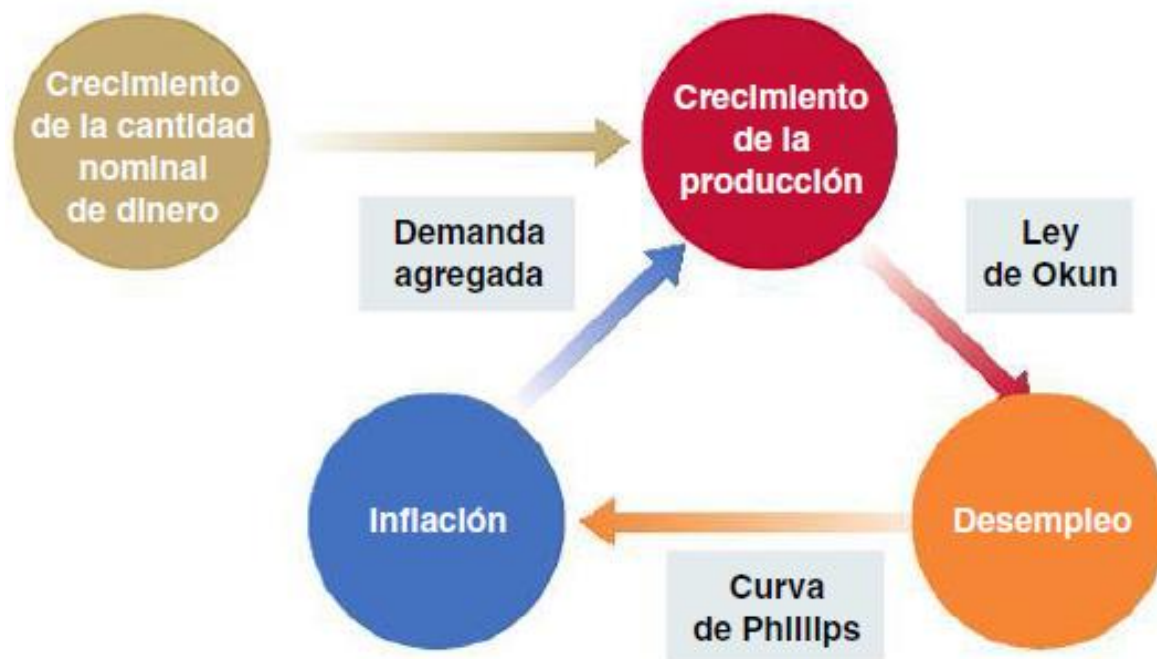 Crecimiento
de la cantidad
nominal
de dinero
Crecimiento
de la
producción
Demanda
agregada
Ley
de Okun
Inflación
Desempleo
Curva
de Phillips